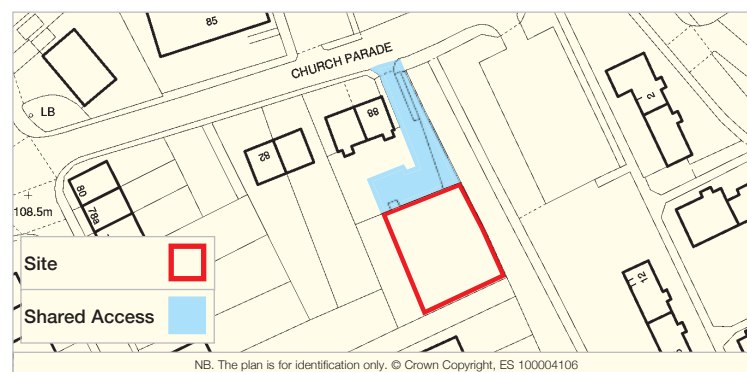 85
CHURCH PARADE
LB
88
82
2
80
78a
108.5m
12
Site
Shared Access
NB. The plan is for identification only. © Crown Copyright, ES 100004106